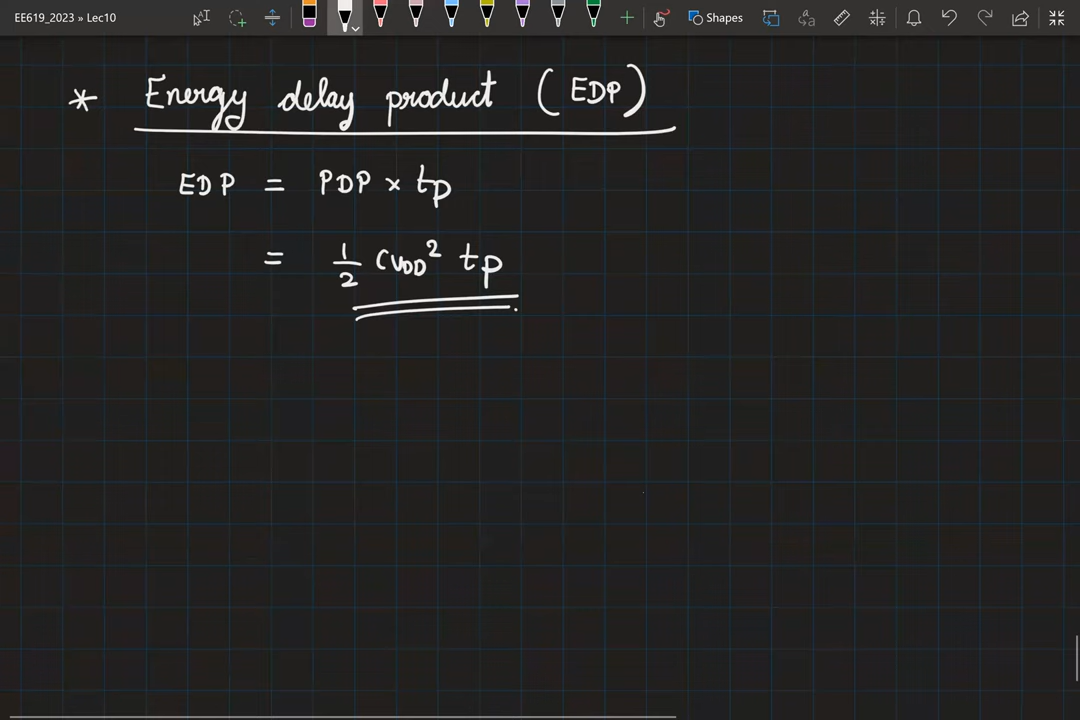 EE619_2023 » Lec10
Shapes
* Energy delay product (EDP)
EDP = PDP × tp
= 1/2 CVDD² tp